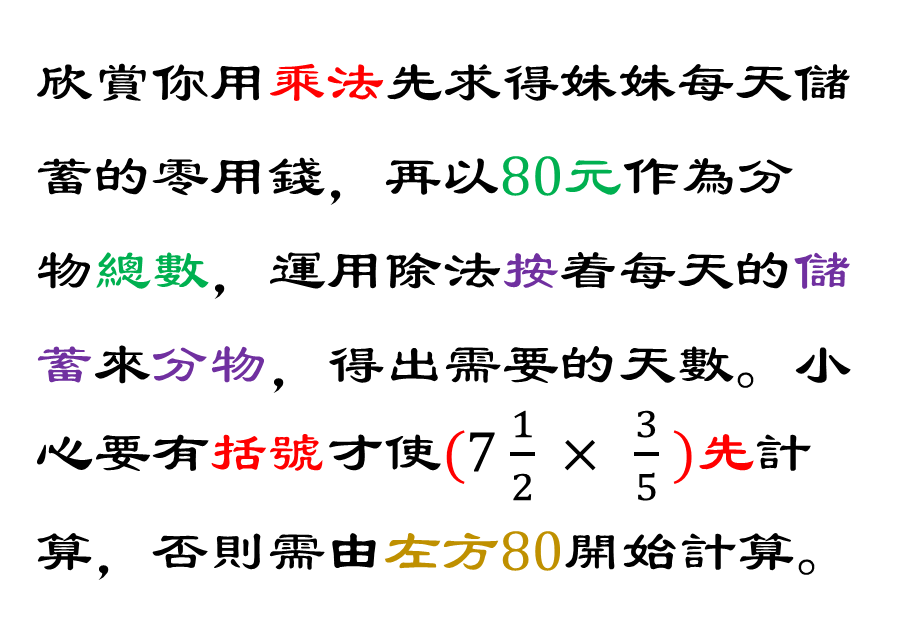 欣賞你用乘法先求得妹妹每天儲
蓄的零用錢，再以80元作為分
物總數，運用除法按着每天的儲
蓄來分物，得出需要的天數。小
心要有括號才使(7 1/2 × 3/5)先計
算，否則需由左方80開始計算。